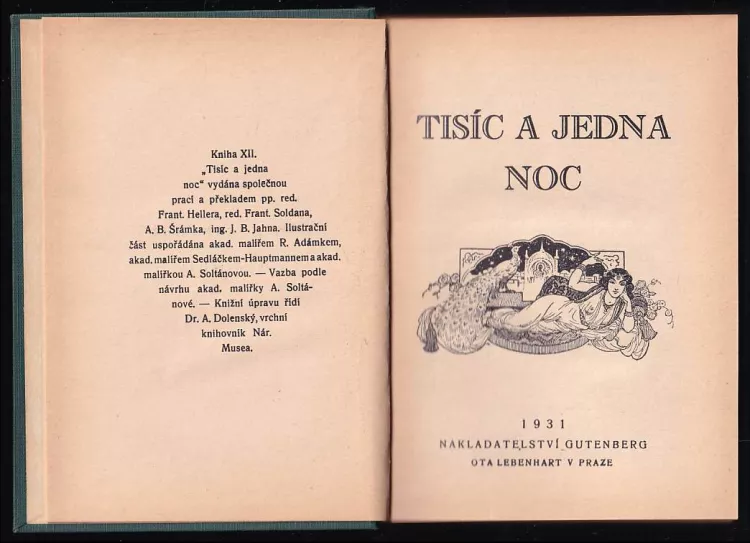 Kniha XII.
„Tisíc a jedna
noc“ vydána společnou
prací a překladem pp. red.
Frant. Hellera, red. Frant. Soldana,
A. B. Šrámka, ing. J. B. Jahna. Ilustrační
část uspořádána akad. malířem R. Adámkem,
akad. malířem Sedláčkem-Hauptmannem a akad.
malířkou A. Soltánovou. — Vazba podle
návrhu akad. malířky A. Soltá-
nové. — Knižní úpravu řídí
Dr. A. Dolenský, vrchní
knihovník Nár.
Musea.
TISÍC A JEDNA
NOC
1931
NAKLADATELSTVÍ GUTENBERG
OTA LEBENHART V PRAZE